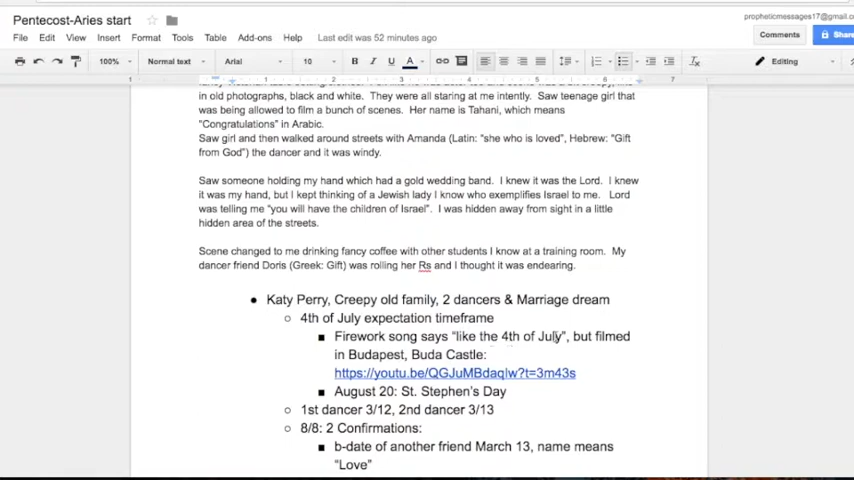 Pentecost-Aries start
propheticmessages17@gmail.c
File Edit View Insert Format Tools Table Add-ons Help Last edit was 52 minutes ago
Comments
Share
100% Normal text Arial 10 B I U A Editing
1 1 2 3 4 5 6 7
in old photographs, black and white. They were all staring at me intently. Saw teenage girl that
was being allowed to film a bunch of scenes. Her name is Tahani, which means
“Congratulations” in Arabic.
Saw girl and then walked around streets with Amanda (Latin: “she who is loved”, Hebrew: “Gift
from God”) the dancer and it was windy.
Saw someone holding my hand which had a gold wedding band. I knew it was the Lord. I knew
it was my hand, but I kept thinking of a Jewish lady I know who exemplifies Israel to me. Lord
was telling me “you will have the children of Israel”. I was hidden away from sight in a little
hidden area of the streets.
Scene changed to me drinking fancy coffee with other students I know at a training room. My
dancer friend Doris (Greek: Gift) was rolling her Rs and I thought it was endearing.
● Katy Perry, Creepy old family, 2 dancers & Marriage dream
○ 4th of July expectation timeframe
■ Firework song says “like the 4th of July”, but filmed
in Budapest, Buda Castle:
https://youtu.be/QGJuMBdaqIw?t=3m43s
■ August 20: St. Stephen’s Day
○ 1st dancer 3/12, 2nd dancer 3/13
○ 8/8: 2 Confirmations:
■ b-date of another friend March 13, name means
“Love”